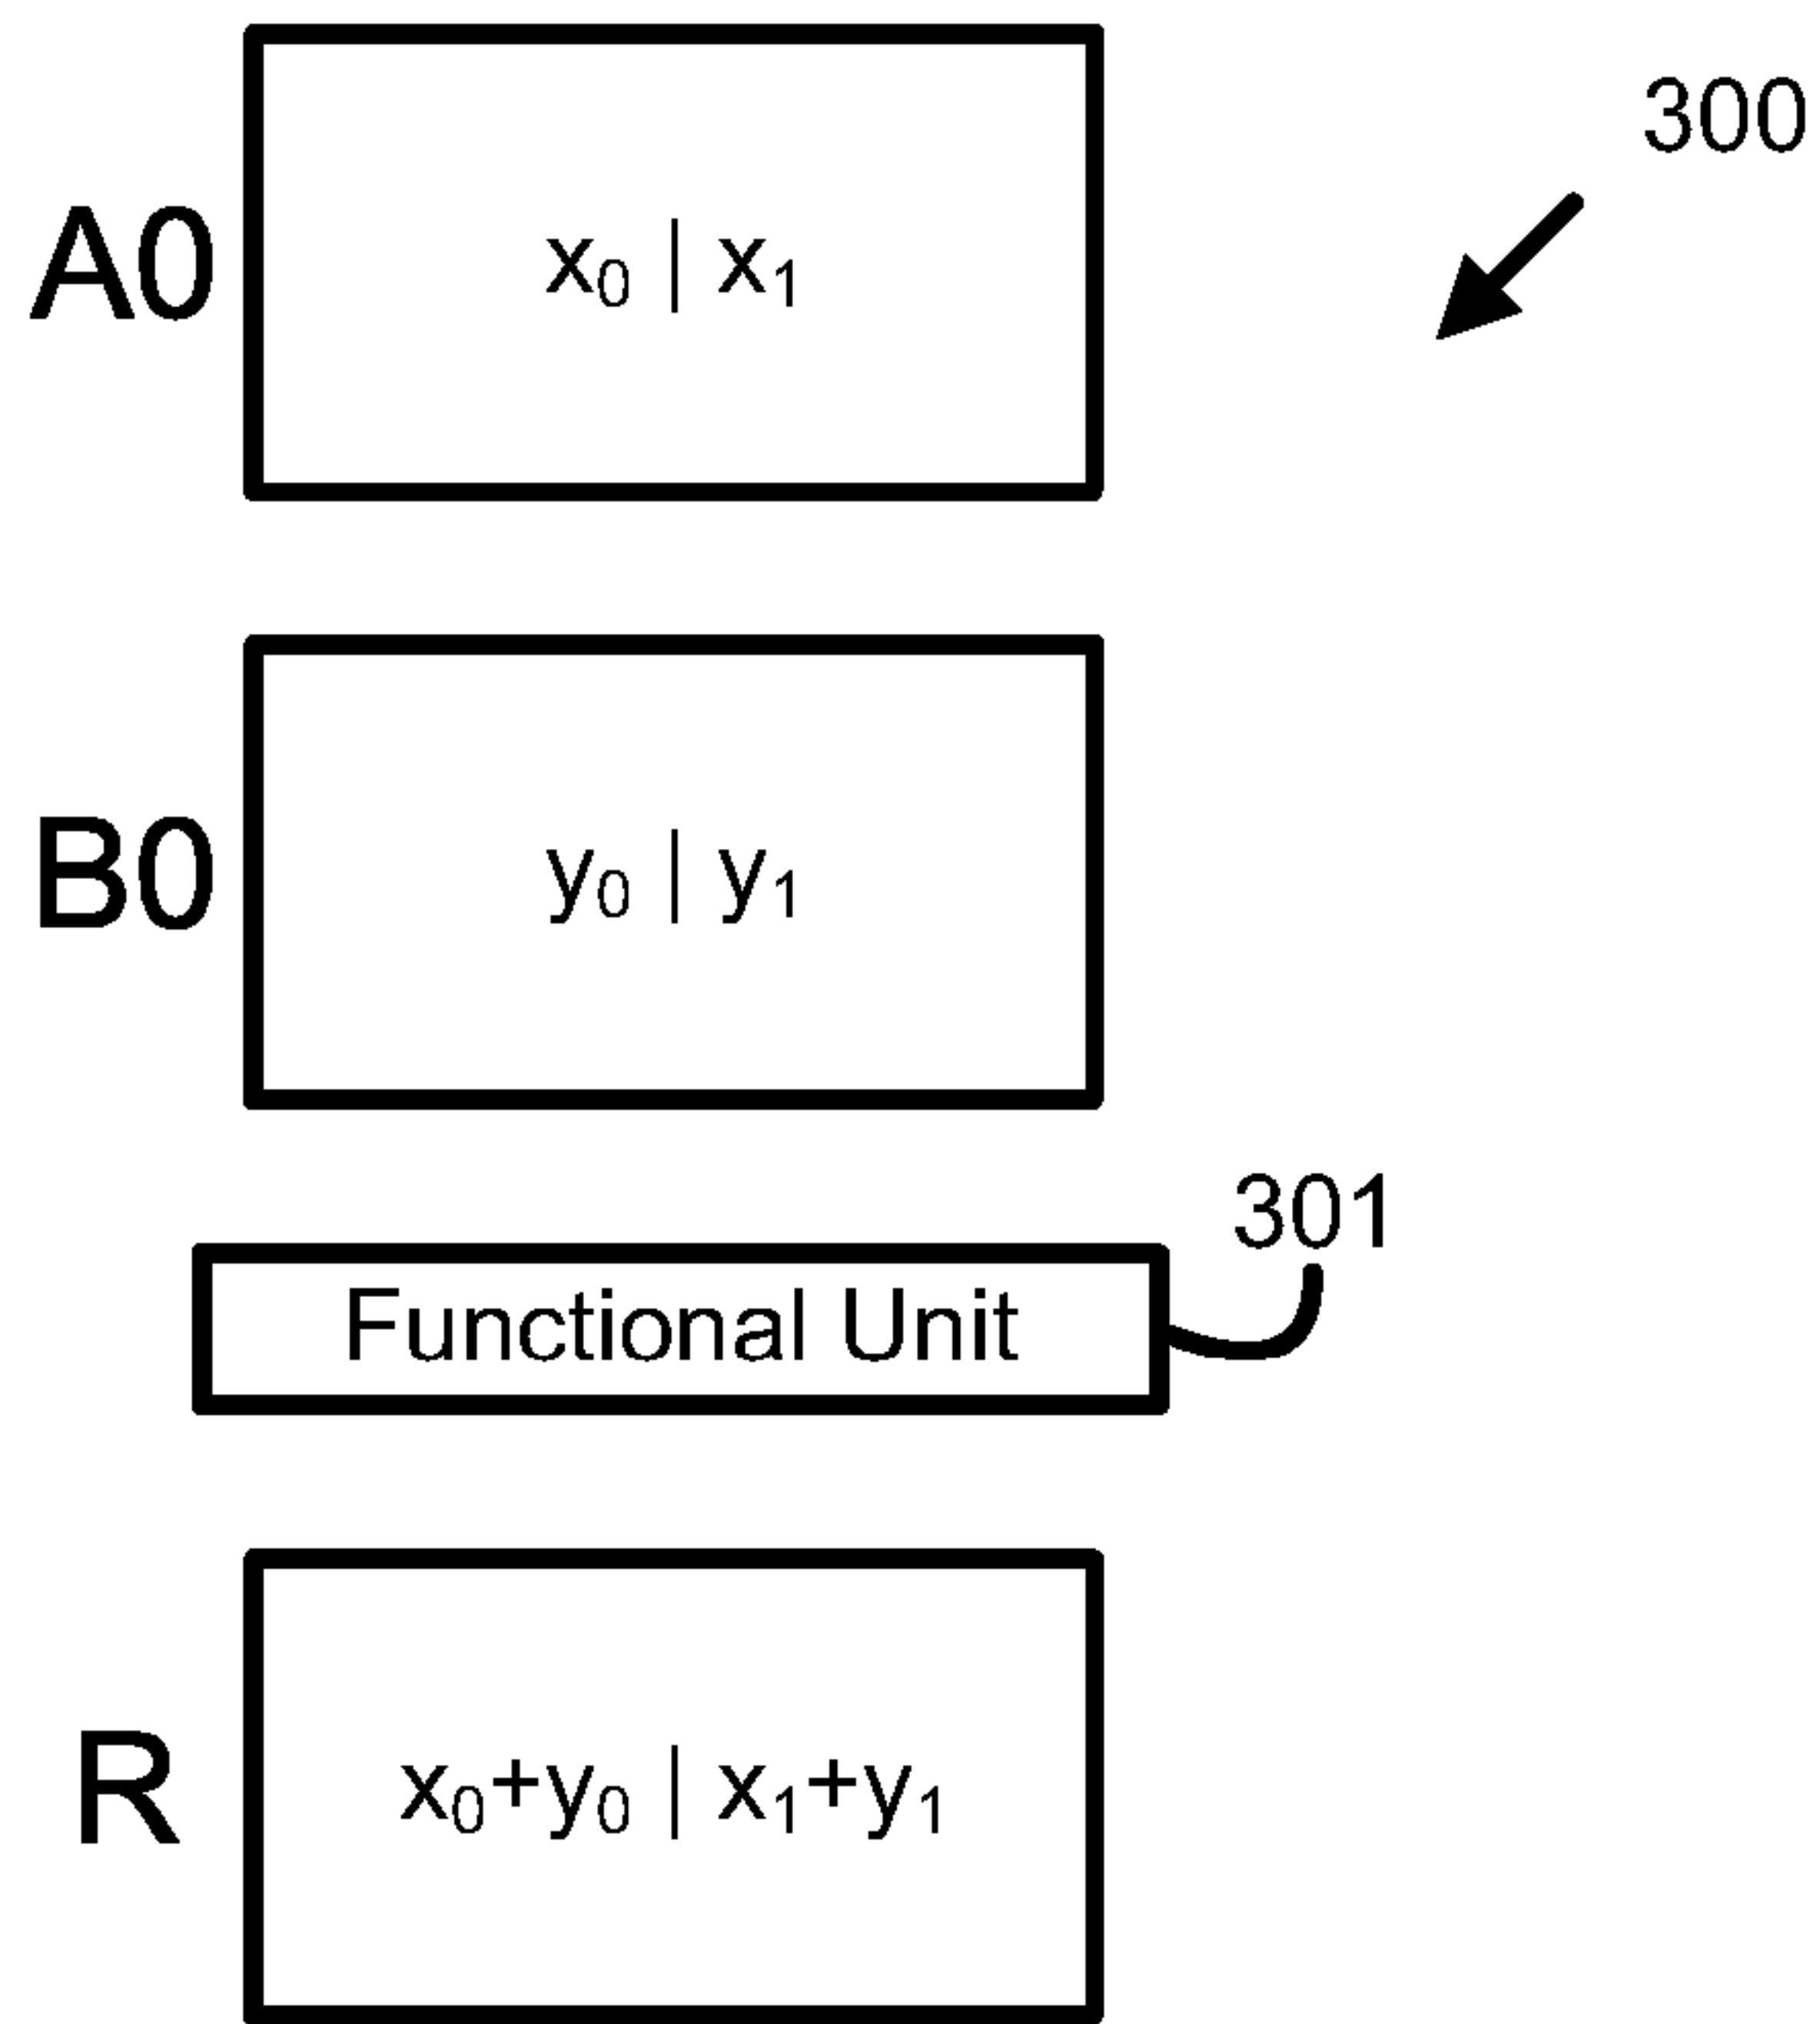 300
A0 x₀ | x₁
B0 y₀ | y₁
301
Functional Unit
R x₀+y₀ | x₁+y₁